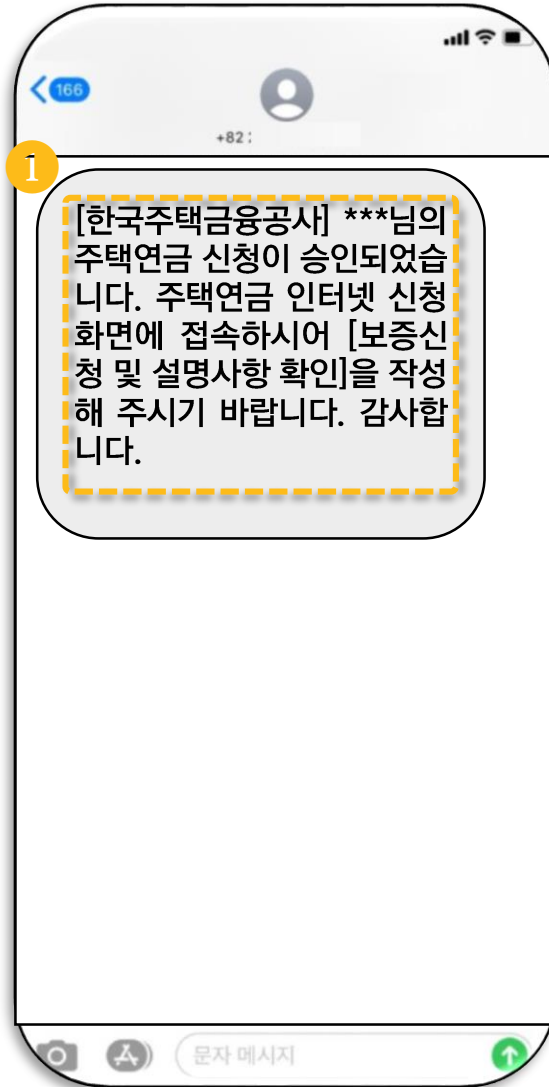 166
+82:
1
[한국주택금융공사] ***님의
주택연금 신청이 승인되었습
니다. 주택연금 인터넷 신청
화면에 접속하시어 [보증신
청 및 설명사항 확인]을 작성
해 주시기 바랍니다. 감사합
니다.
문자 메시지